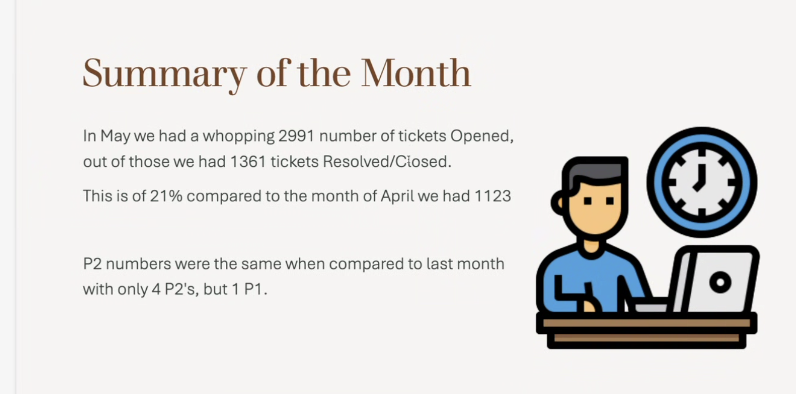 Summary of the Month
In May we had a whopping 2991 number of tickets Opened,
out of those we had 1361 tickets Resolved/Closed.
This is of 21% compared to the month of April we had 1123
P2 numbers were the same when compared to last month
with only 4 P2's, but 1 P1.